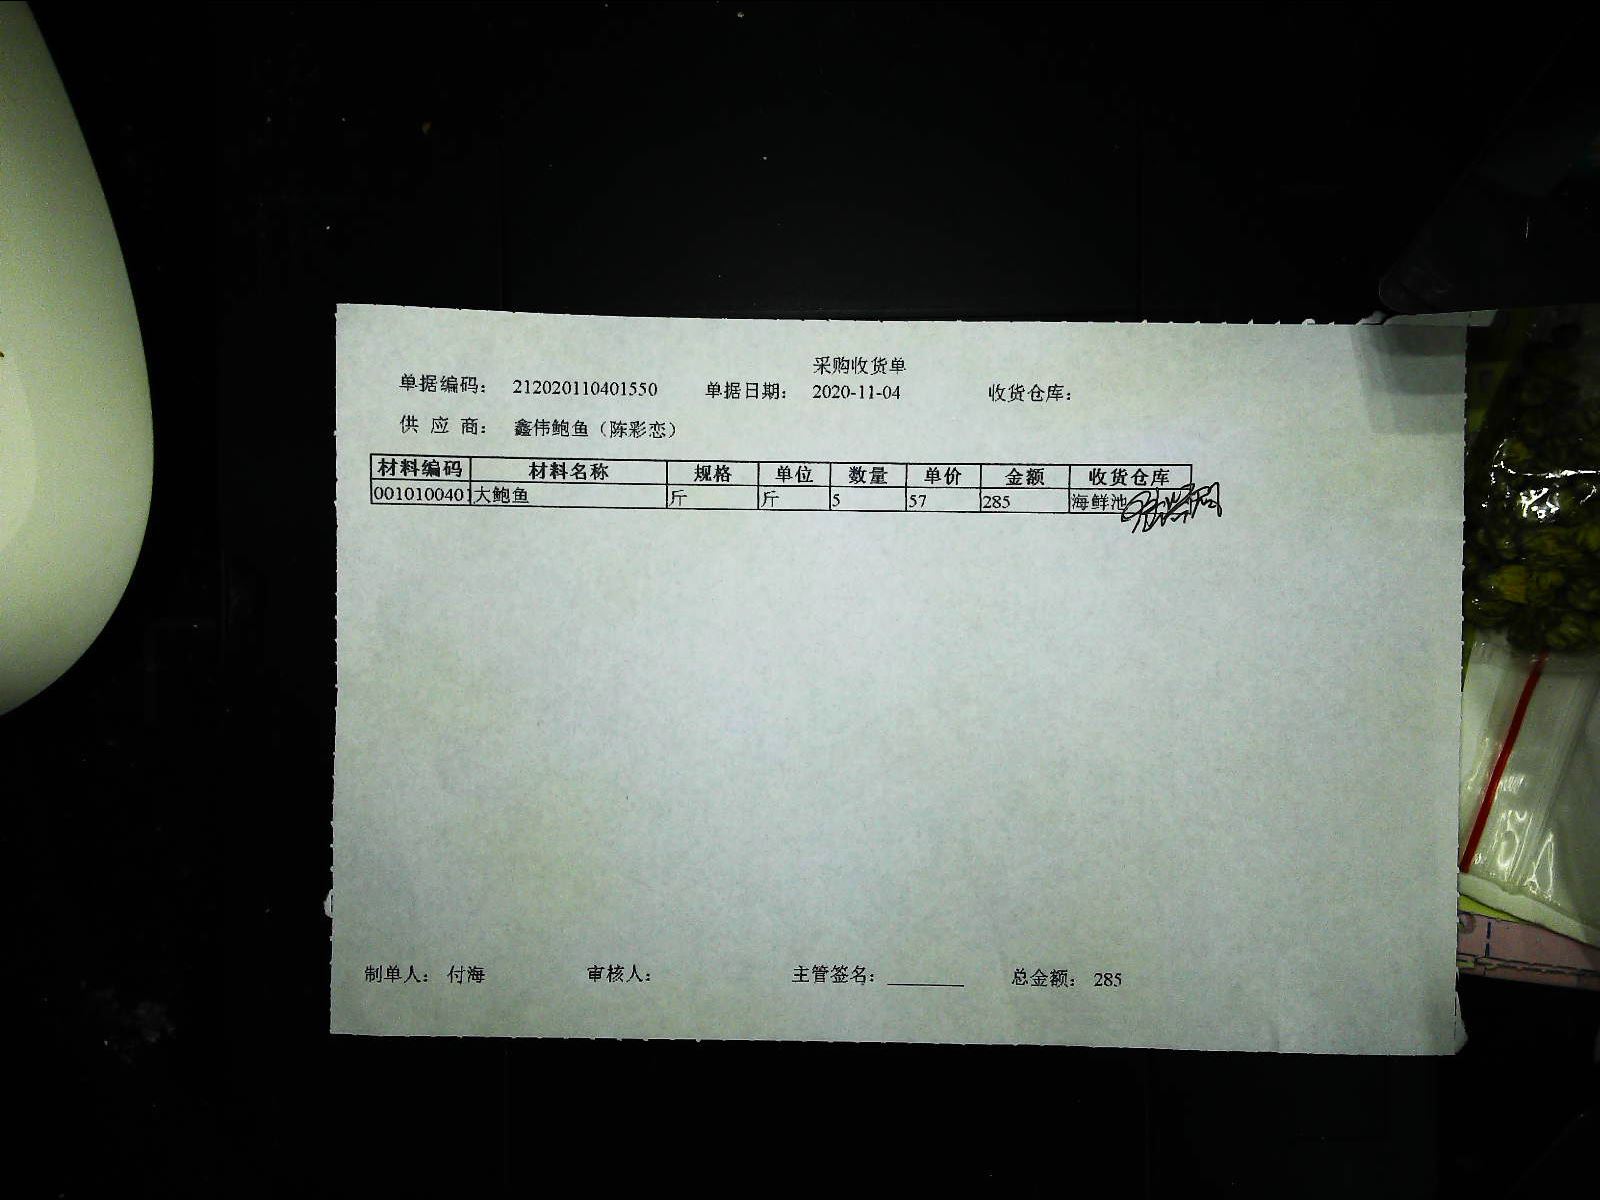 采购收货单
单据编码： 212020110401550 单据日期： 2020-11-04 收货仓库：
供 应 商： 鑫伟鲍鱼（陈彩恋）
材料编码 材料名称 规格 单位 数量 单价 金额 收货仓库
0010100401 大鲍鱼 斤 斤 5 57 285 海鲜池
制单人： 付海 审核人： 主管签名： 总金额： 285